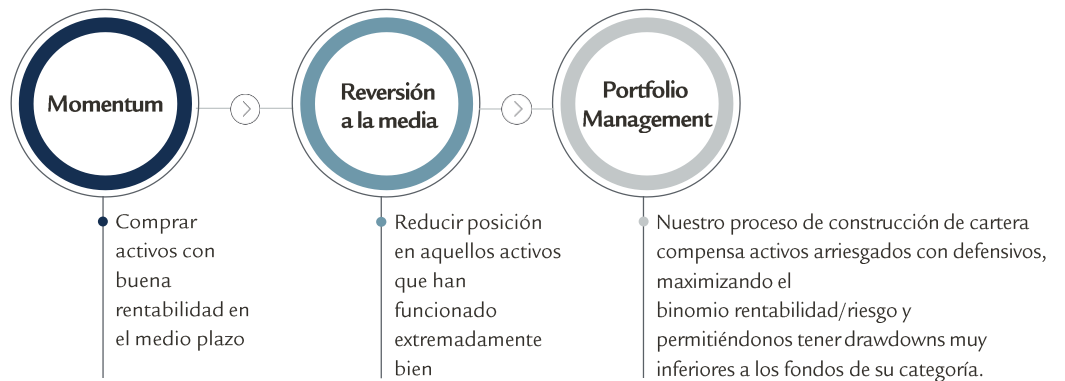 Momentum
Reversión
a la media
Portfolio
Management
Comprar
activos con
buena
rentabilidad en
el medio plazo
Reducir posición
en aquellos activos
que han
funcionado
extremadamente
bien
Nuestro proceso de construcción de cartera
compensa activos arriesgados con defensivos,
maximizando el
binomio rentabilidad/riesgo y
permitiéndonos tener drawdowns muy
inferiores a los fondos de su categoría.